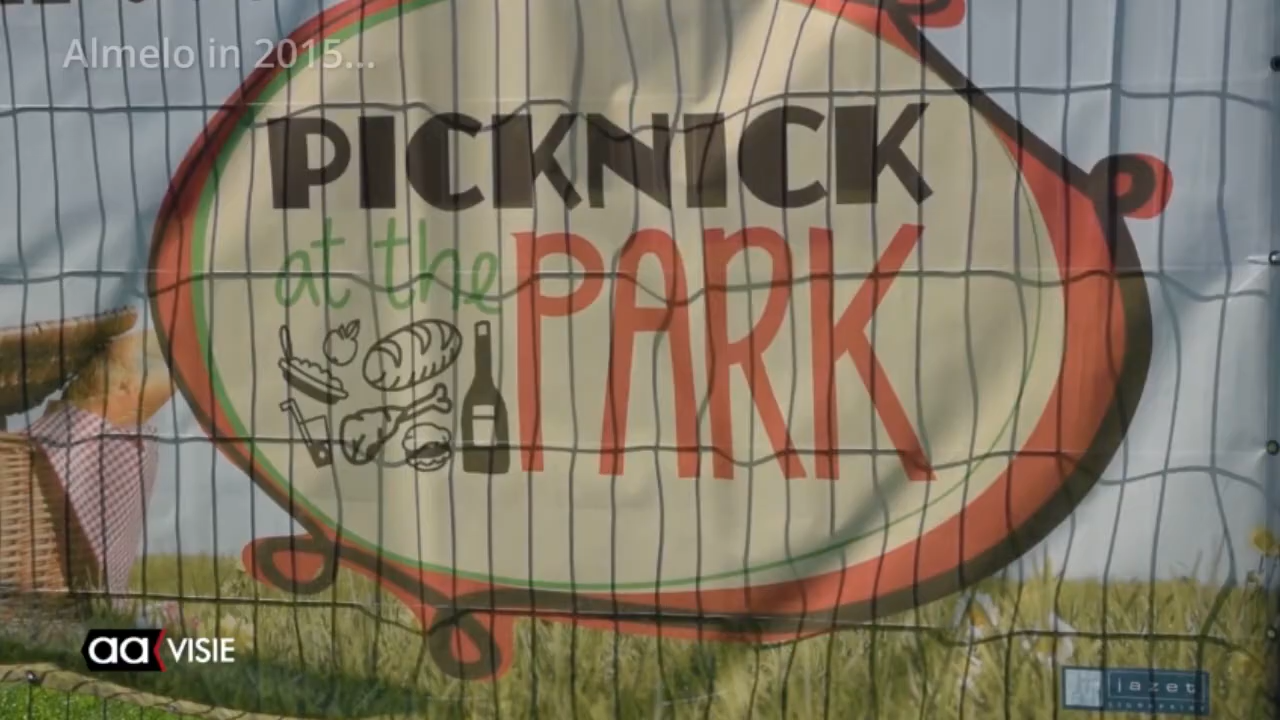 Almelo in 2015...
PICKNICK
at the PARK
aa VISIE
jazet